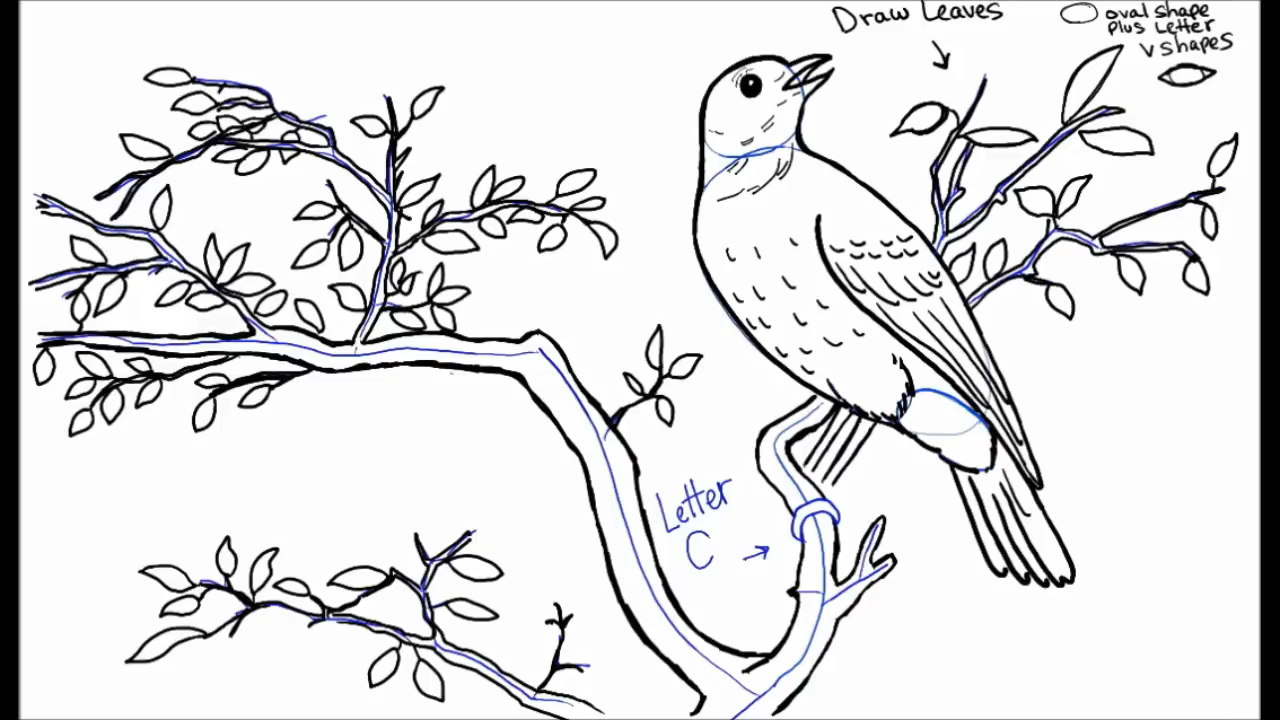 Draw Leaves
oval shape
plus Letter
v shapes
Letter
C